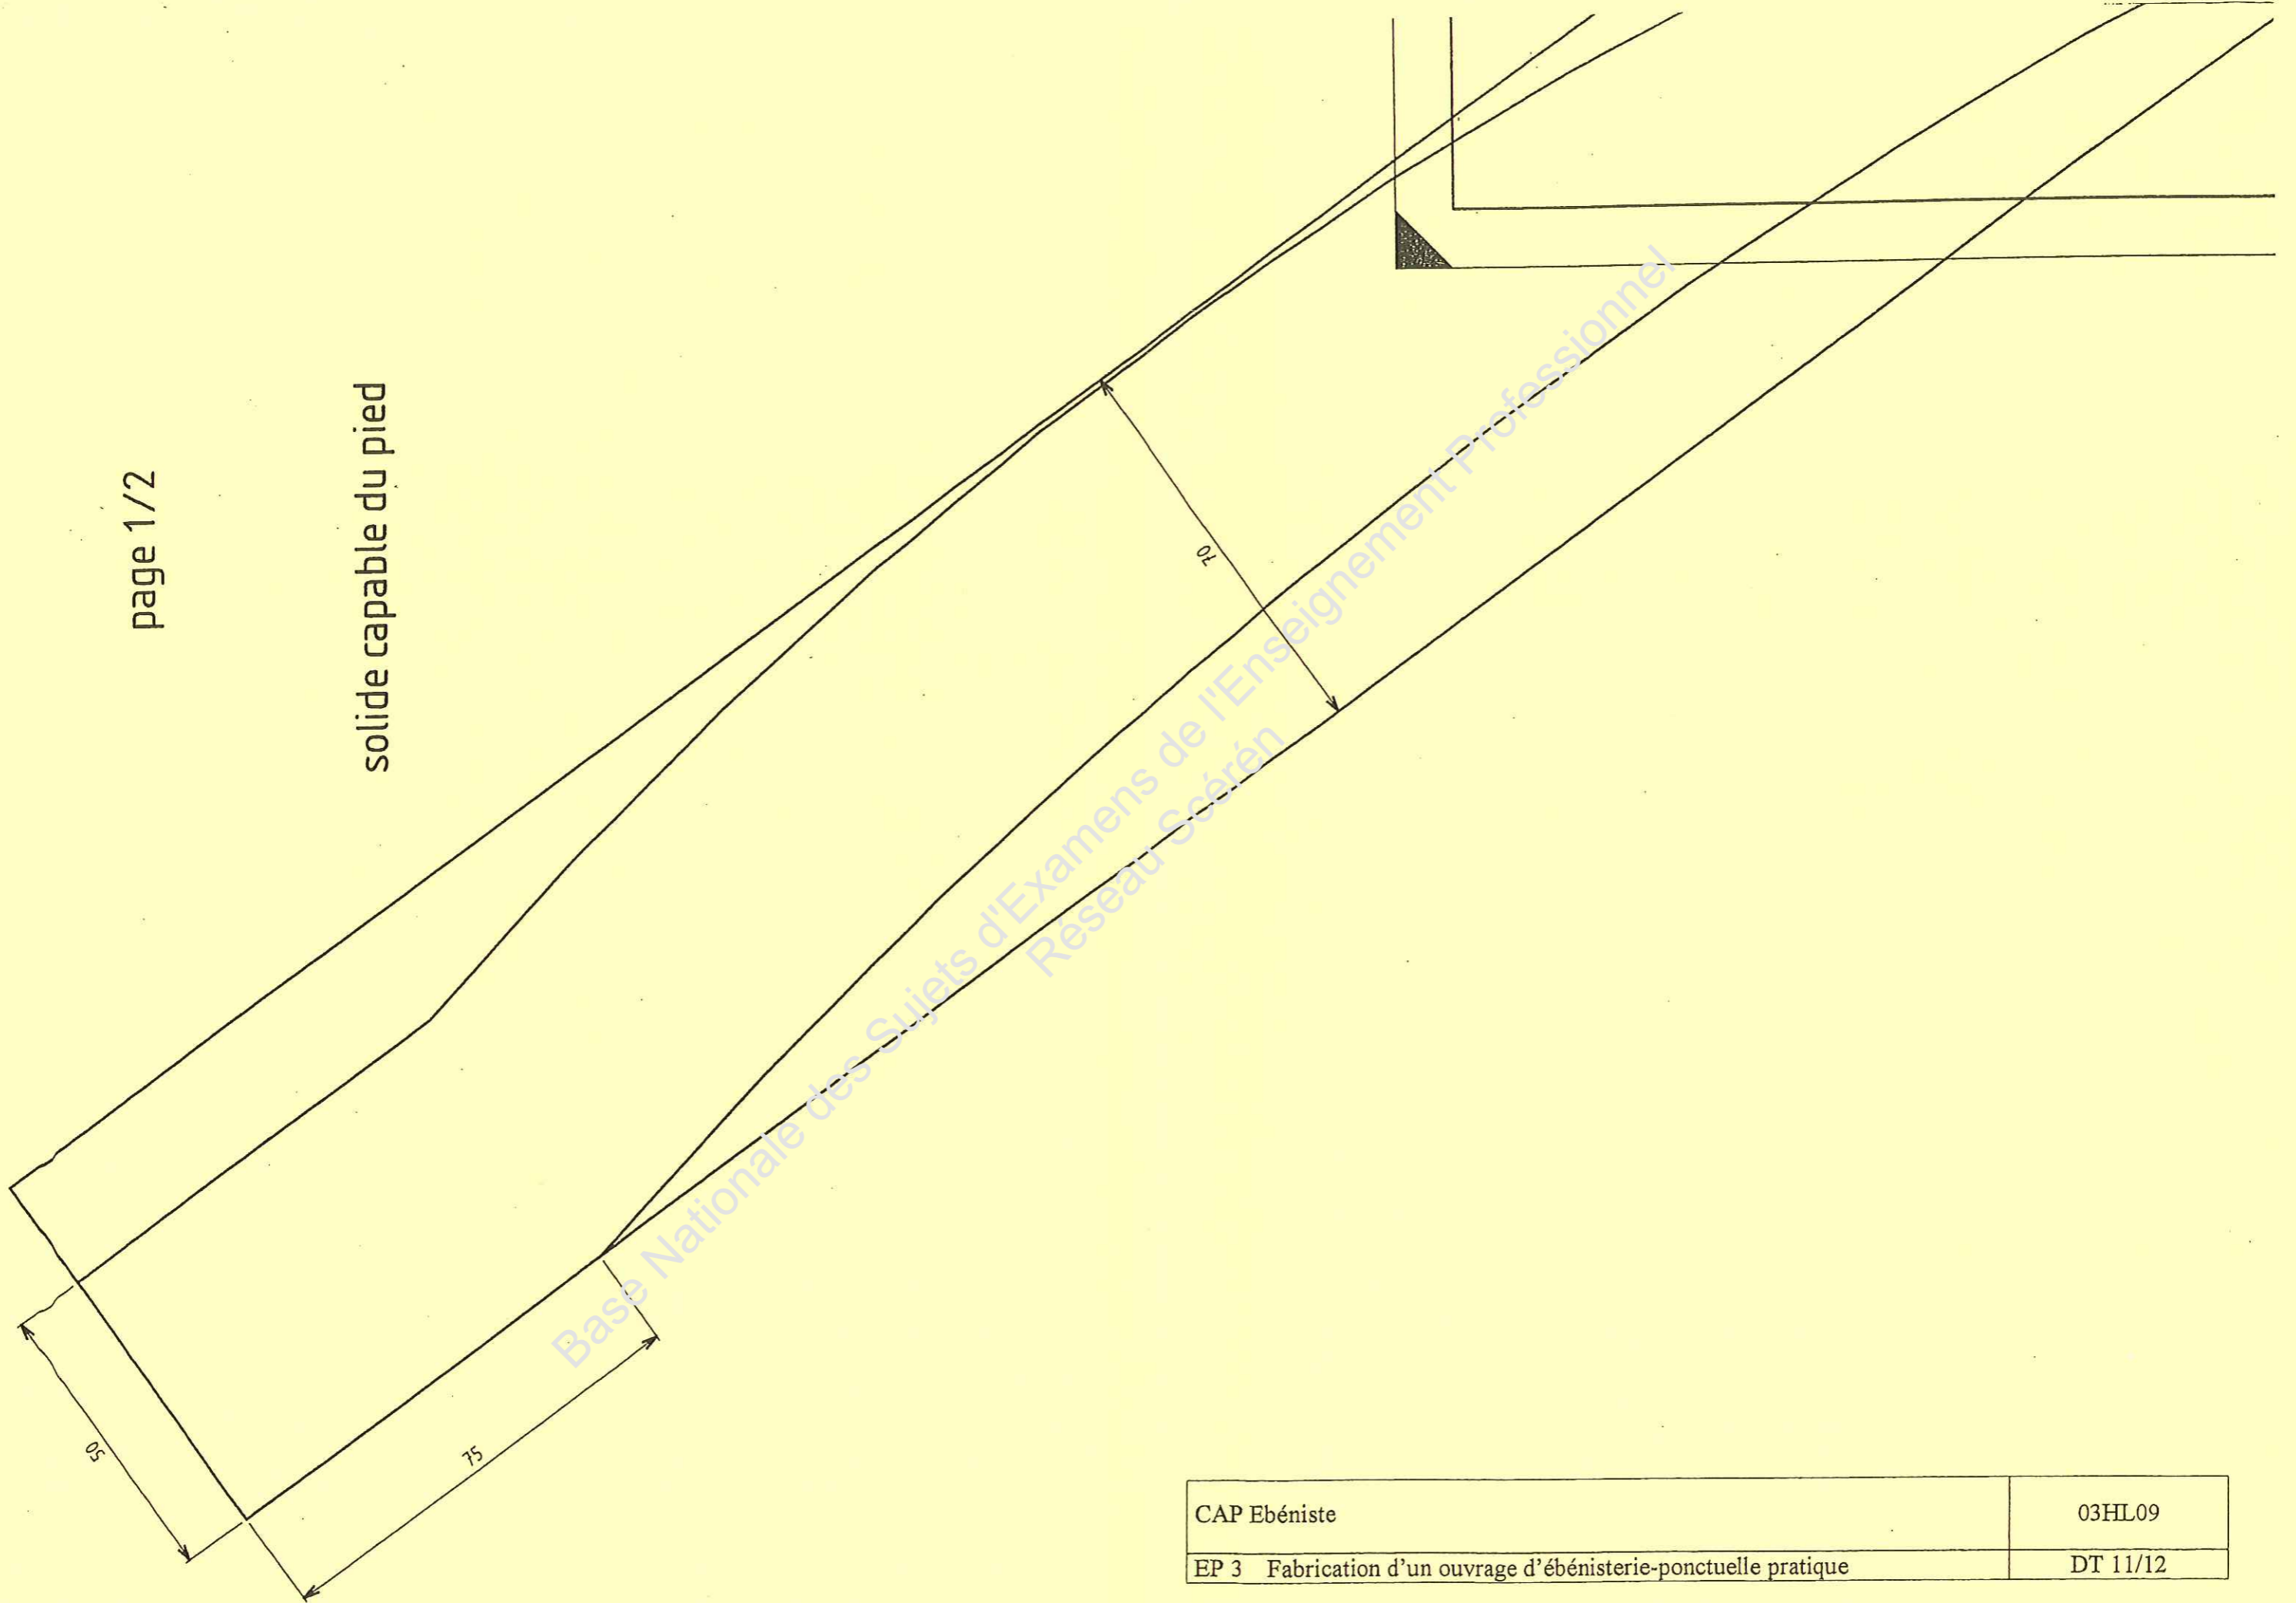 page 1/2
solide capable du pied
70
50
75
Base Nationale des Sujets d'Examens de l'Enseignement Professionnel
Réseau Scérén
CAP Ebéniste 03HL09
EP 3 Fabrication d'un ouvrage d'ébénisterie-ponctuelle pratique DT 11/12